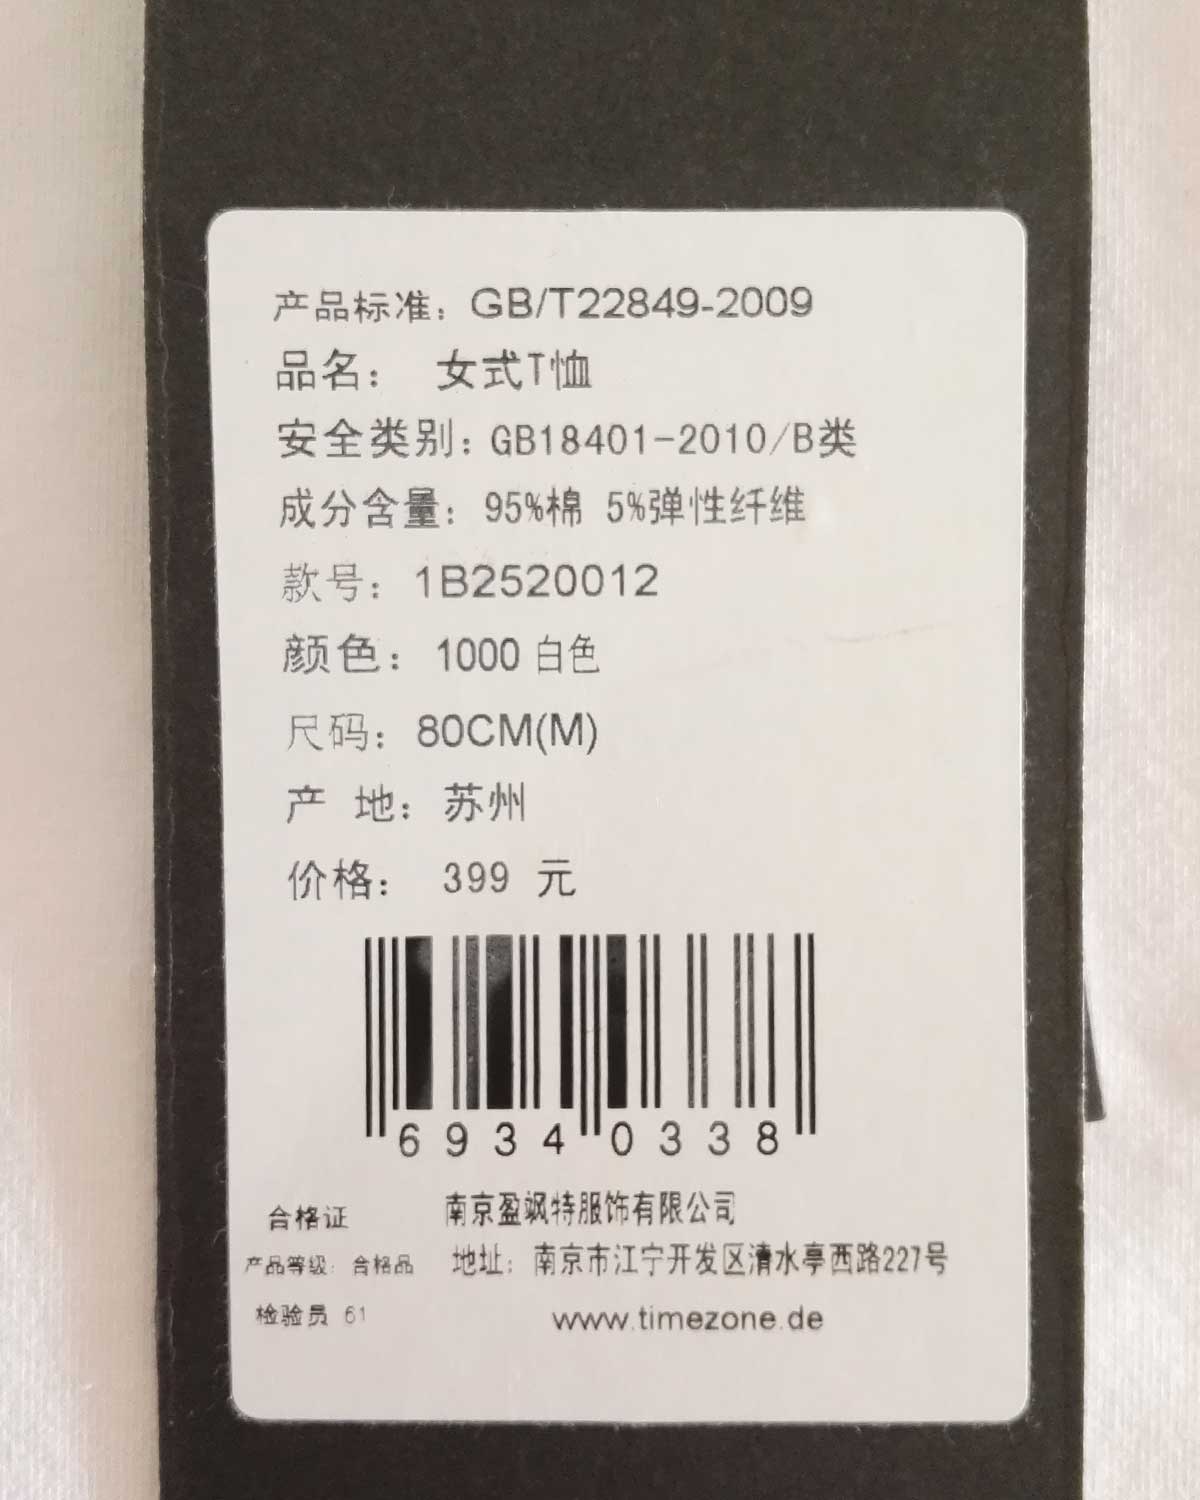 产品标准：GB/T22849-2009
品名： 女式T恤
安全类别：GB18401-2010/B类
成分含量：95%棉 5%弹性纤维
款号：1B2520012
颜色：1000 白色
尺码：80CM(M)
产 地：苏州
价格： 399 元
6934 0338
合格证
产品等级：合格品
检验员 61
南京盈飒特服饰有限公司
地址：南京市江宁开发区清水亭西路227号
www.timezone.de